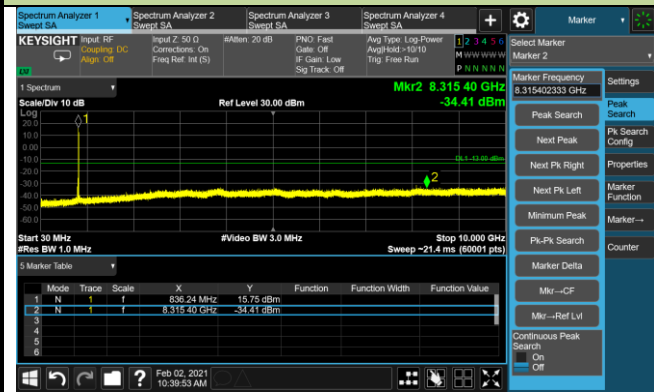 Spectrum Analyzer 1
Swept SA
Spectrum Analyzer 2
Swept SA
Spectrum Analyzer 3
Swept SA
Spectrum Analyzer 4
Swept SA
+
Marker
KEYSIGHT
Input: RF
Coupling: DC
Align: Off
Input Z: 50 Ω
Corrections: On
Freq Ref: Int (S)
#Atten: 20 dB
PNO: Fast
Gate: Off
IF Gain: Low
Sig Track: Off
Avg Type: Log-Power
Avg|Hold:>10/10
Trig: Free Run
1 2 3 4 5 6
M W W W W W
P N N N N N
Select Marker
Marker 2
1 Spectrum
Mkr2 8.315 40 GHz
-34.41 dBm
Scale/Div 10 dB
Ref Level 30.00 dBm
Log
20.0
10.0
0.00
-10.0
-20.0
-30.0
-40.0
-50.0
-60.0
1
DL1 -13.00 dBm
2
Start 30 MHz
#Res BW 1.0 MHz
#Video BW 3.0 MHz
Stop 10.000 GHz
Sweep ~21.4 ms (60001 pts)
5 Marker Table
Mode Trace Scale X Y Function Function Width Function Value
1 N 1 f 836.24 MHz 15.75 dBm
2 N 1 f 8.315 40 GHz -34.41 dBm
3
4
5
6
Marker Frequency
8.315402333 GHz
Peak Search
Next Peak
Next Pk Right
Next Pk Left
Minimum Peak
Pk-Pk Search
Marker Delta
Mkr→CF
Mkr→Ref Lvl
Continuous Peak
Search
On
Off
Settings
Peak
Search
Pk Search
Config
Properties
Marker
Function
Marker→
Counter
?
Feb 02, 2021
10:39:53 AM